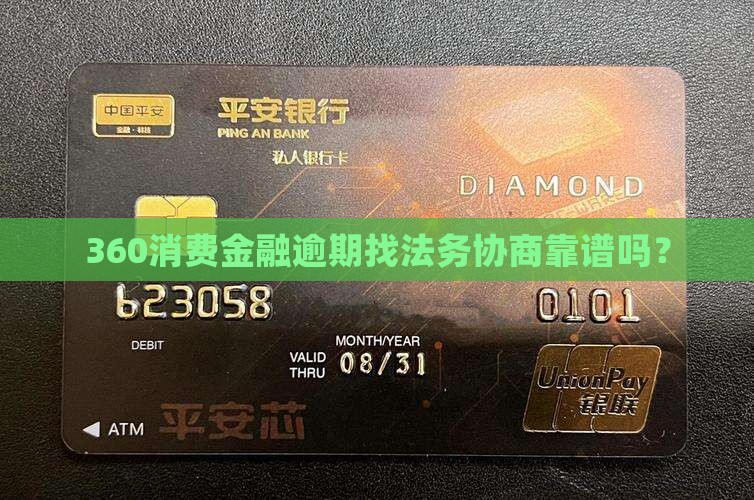 中国平安
金融·科技
平安银行
PING AN BANK
私人银行卡
DIAMOND
360消费金融逾期找法务协商靠谱吗？
623058 0101
DEBIT
MONTH/YEAR
VALID THRU 08/31
UnionPay
银联
ATM 平安芯